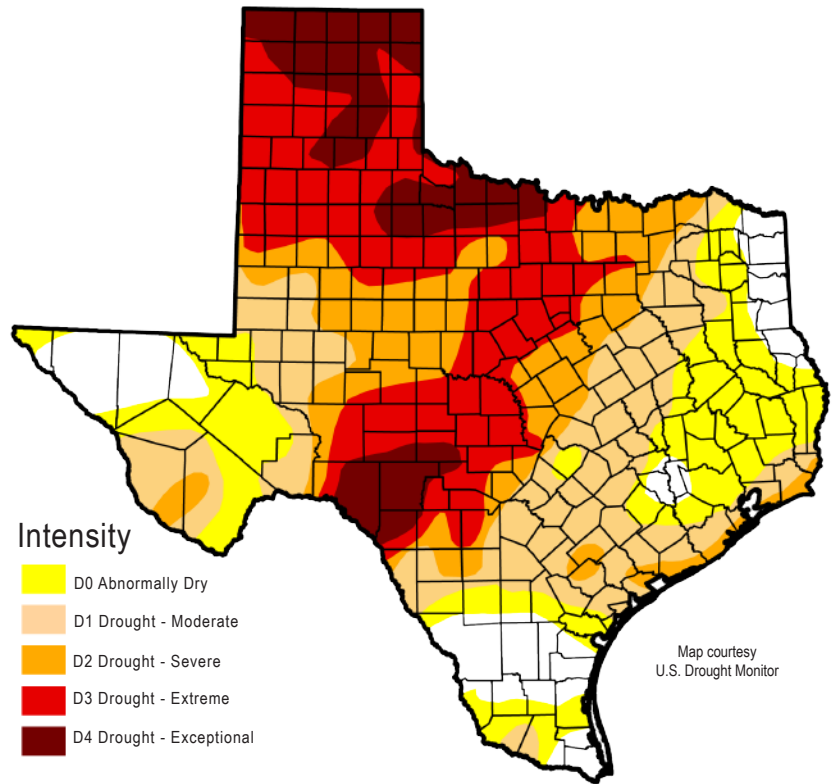 Intensity
D0 Abnormally Dry
D1 Drought - Moderate
D2 Drought - Severe
D3 Drought - Extreme
D4 Drought - Exceptional
Map courtesy
U.S. Drought Monitor